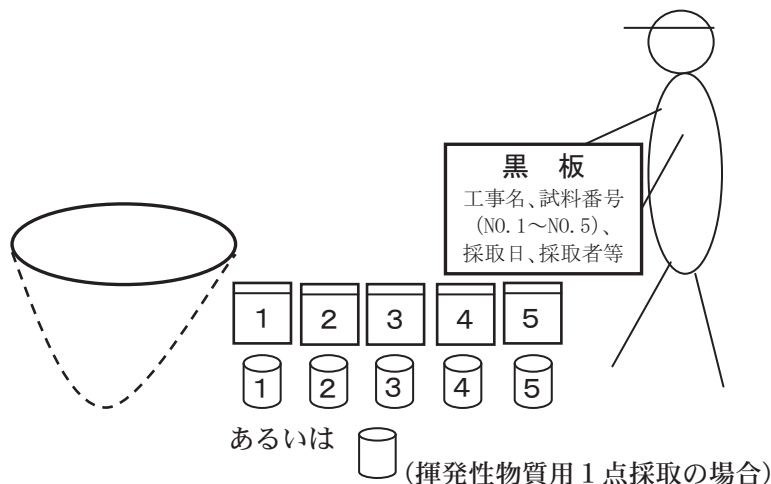 黒　板
工事名、試料番号
(NO.1～NO.5)、
採取日、採取者等
1 2 3 4 5
1 2 3 4 5
あるいは
(揮発性物質用１点採取の場合)